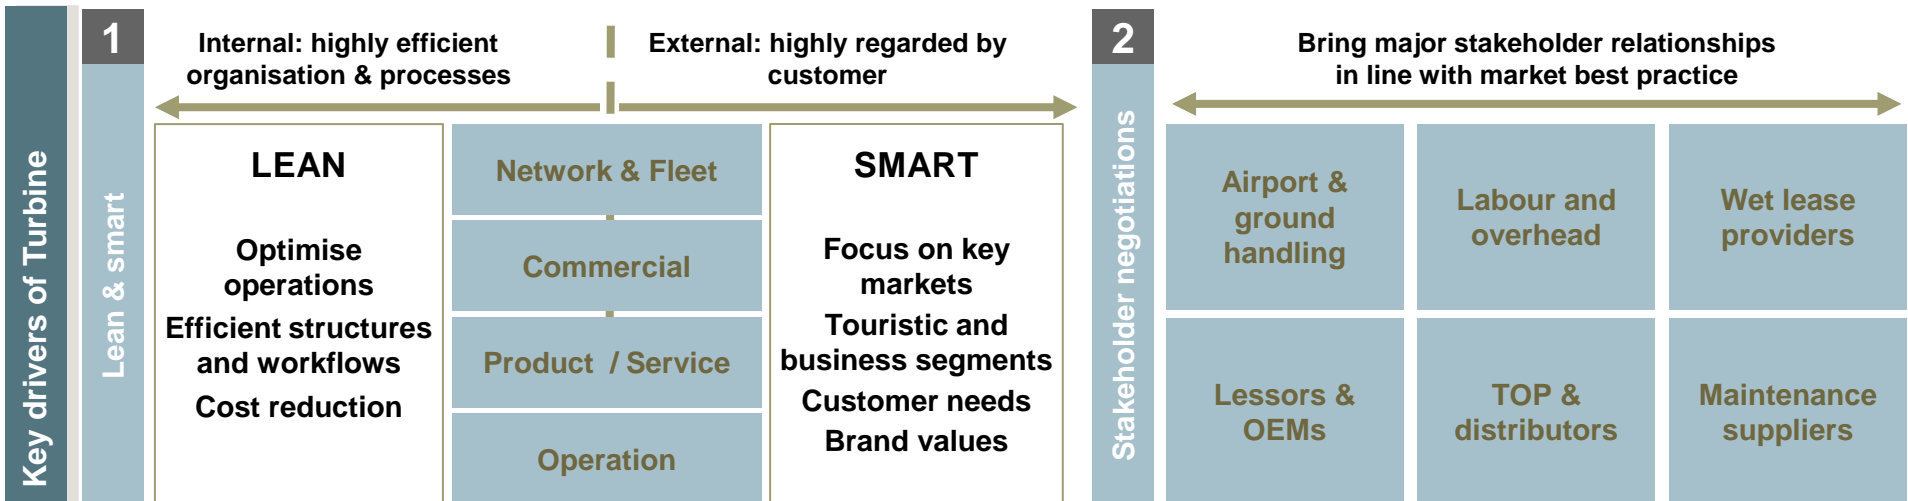 Key drivers of Turbine
1
Lean & smart
Internal: highly efficient
organisation & processes
External: highly regarded by
customer
LEAN
Optimise
operations
Efficient structures
and workflows
Cost reduction
Network & Fleet
Commercial
Product / Service
Operation
SMART
Focus on key
markets
Touristic and
business segments
Customer needs
Brand values
2
Stakeholder negotiations
Bring major stakeholder relationships
in line with market best practice
Airport &
ground
handling
Labour and
overhead
Wet lease
providers
Lessors &
OEMs
TOP &
distributors
Maintenance
suppliers